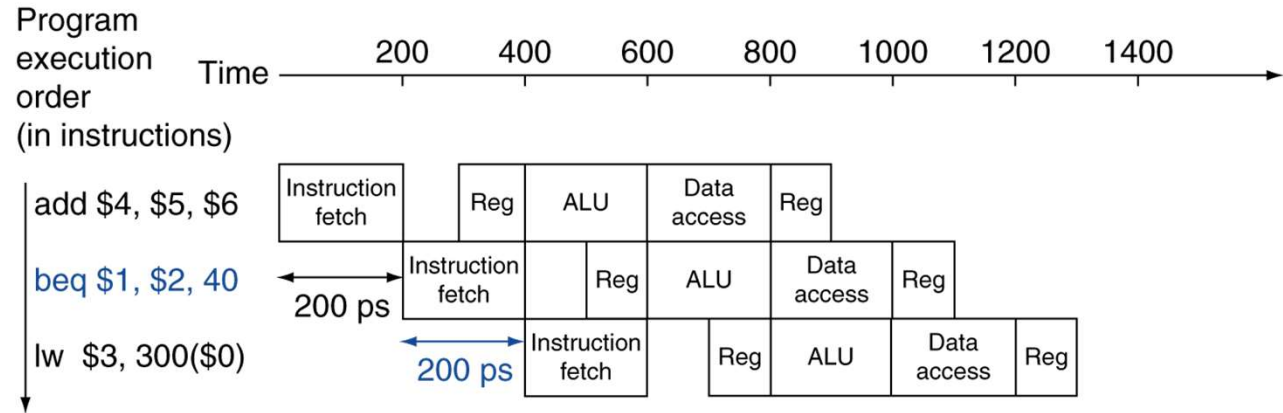 Program
execution
order
(in instructions)
Time
200 400 600 800 1000 1200 1400
add $4, $5, $6
Instruction
fetch
Reg
ALU
Data
access
Reg
beq $1, $2, 40
200 ps
Instruction
fetch
Reg
ALU
Data
access
Reg
lw $3, 300($0)
200 ps
Instruction
fetch
Reg
ALU
Data
access
Reg